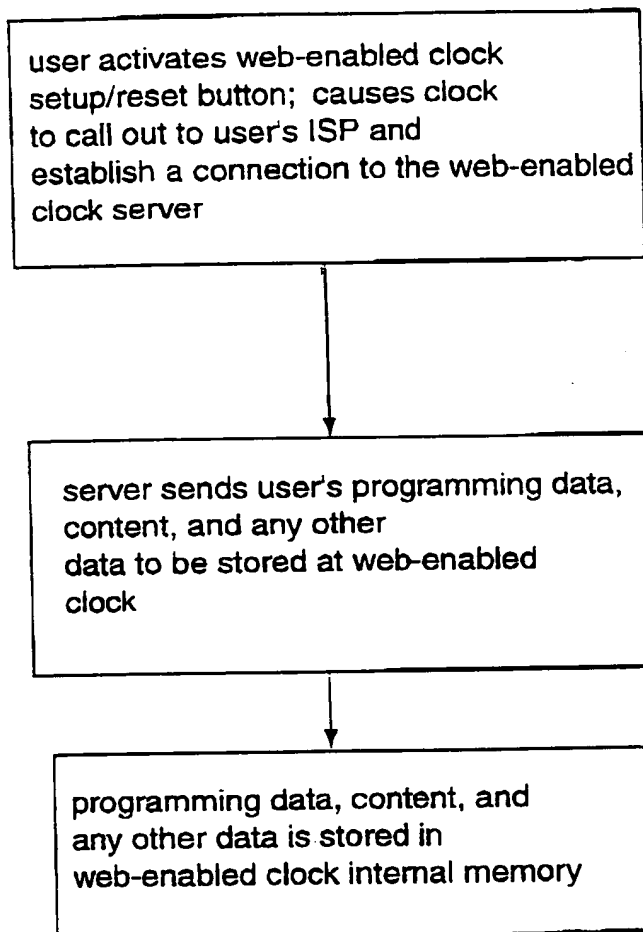 user activates web-enabled clock
setup/reset button; causes clock
to call out to user's ISP and
establish a connection to the web-enabled
clock server
server sends user's programming data,
content, and any other
data to be stored at web-enabled
clock
programming data, content, and
any other data is stored in
web-enabled clock internal memory